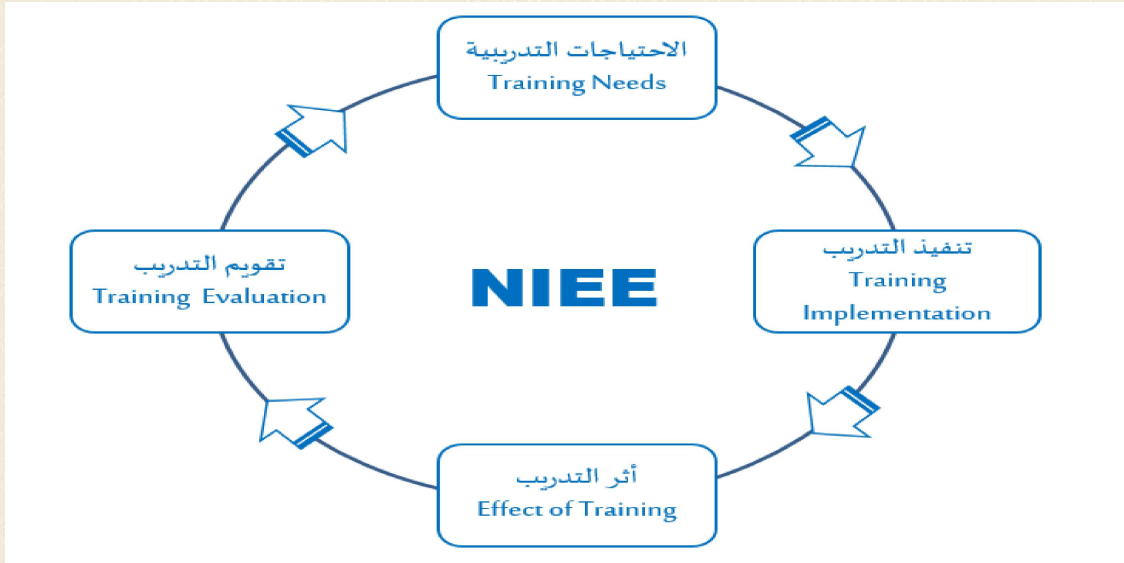 الاحتياجات التدريبية
Training Needs
تنفيذ التدريب
Training
Implementation
أثر التدريب
Effect of Training
تقويم التدريب
Training Evaluation
NIEE